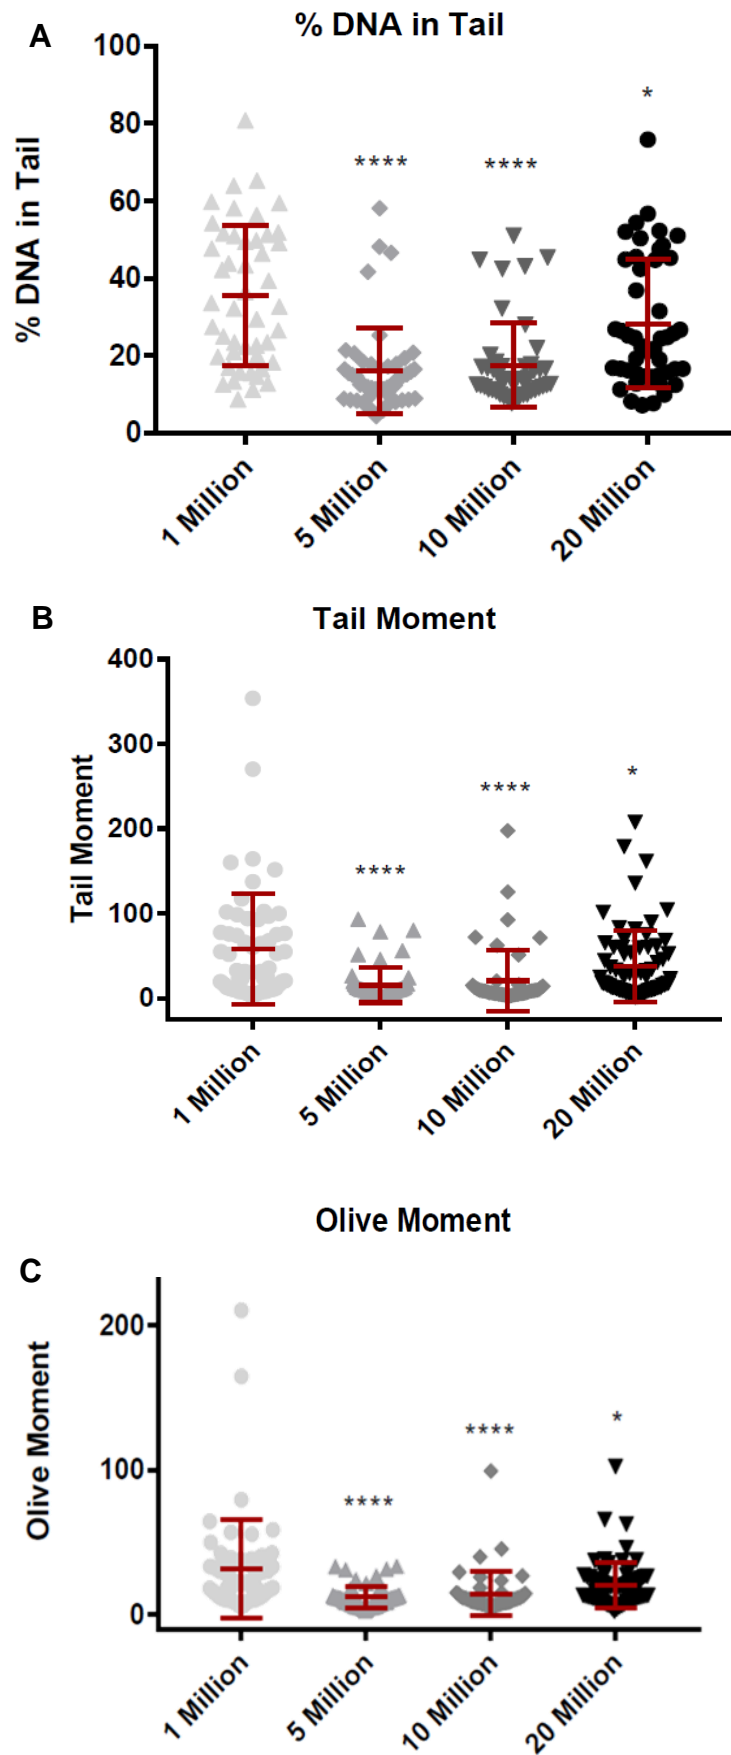 A
% DNA in Tail
% DNA in Tail
100
80
60
40
20
0
*
****
****
1 Million
5 Million
10 Million
20 Million
B
Tail Moment
Tail Moment
400
300
200
100
0
*
****
****
1 Million
5 Million
10 Million
20 Million
Olive Moment
C
Olive Moment
200
100
0
*
****
****
1 Million
5 Million
10 Million
20 Million